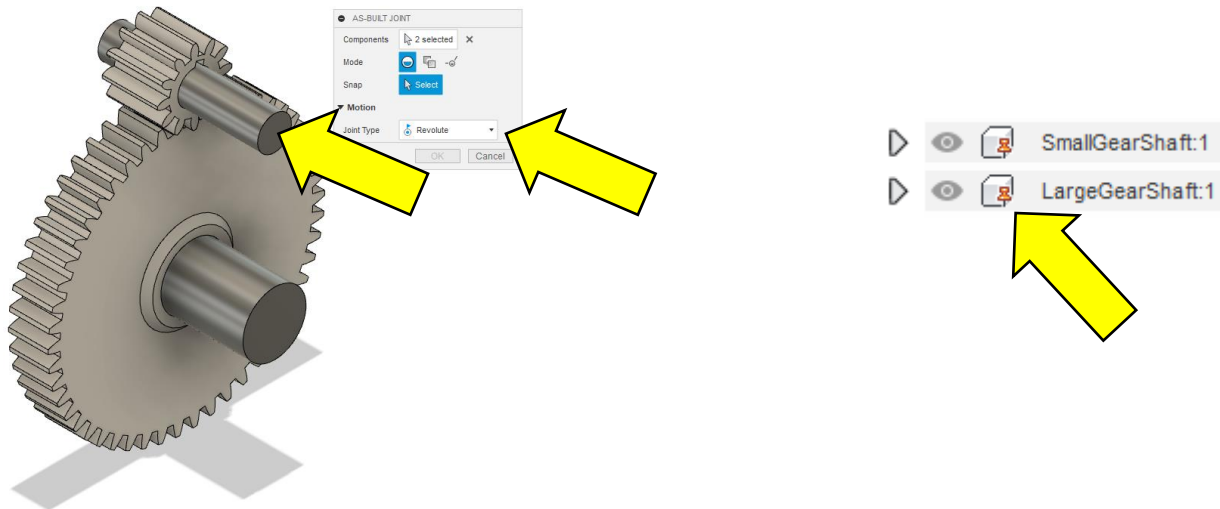 AS-BUILT JOINT
Components 2 selected
Mode
Snap Select
Motion
Joint Type Revolute
OK Cancel
SmallGearShaft:1
LargeGearShaft:1